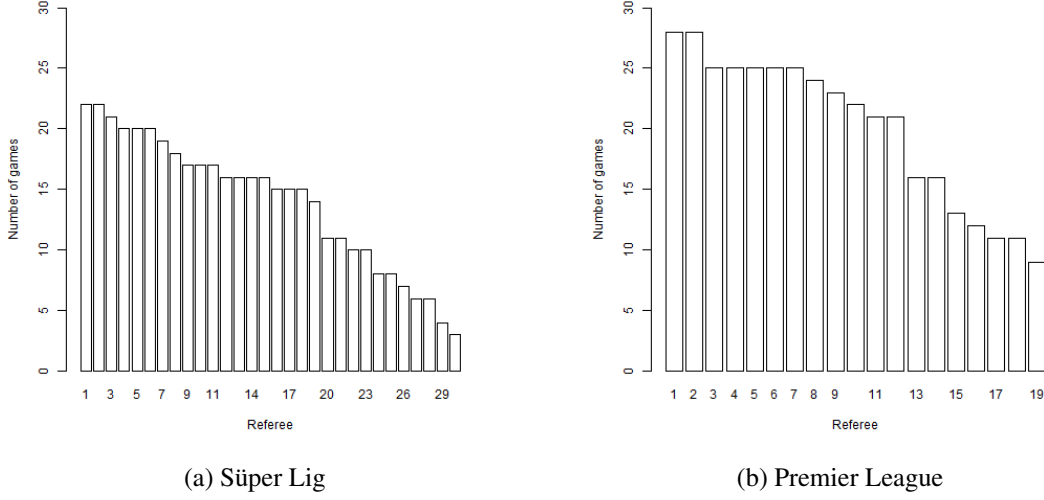 30
25
20
15
10
5
0
Number of games
1 3 5 7 9 11 14 17 20 23 26 29
Referee
(a) Süper Lig
30
25
20
15
10
5
0
Number of games
1 2 3 4 5 6 7 8 9 11 13 15 17 19
Referee
(b) Premier League